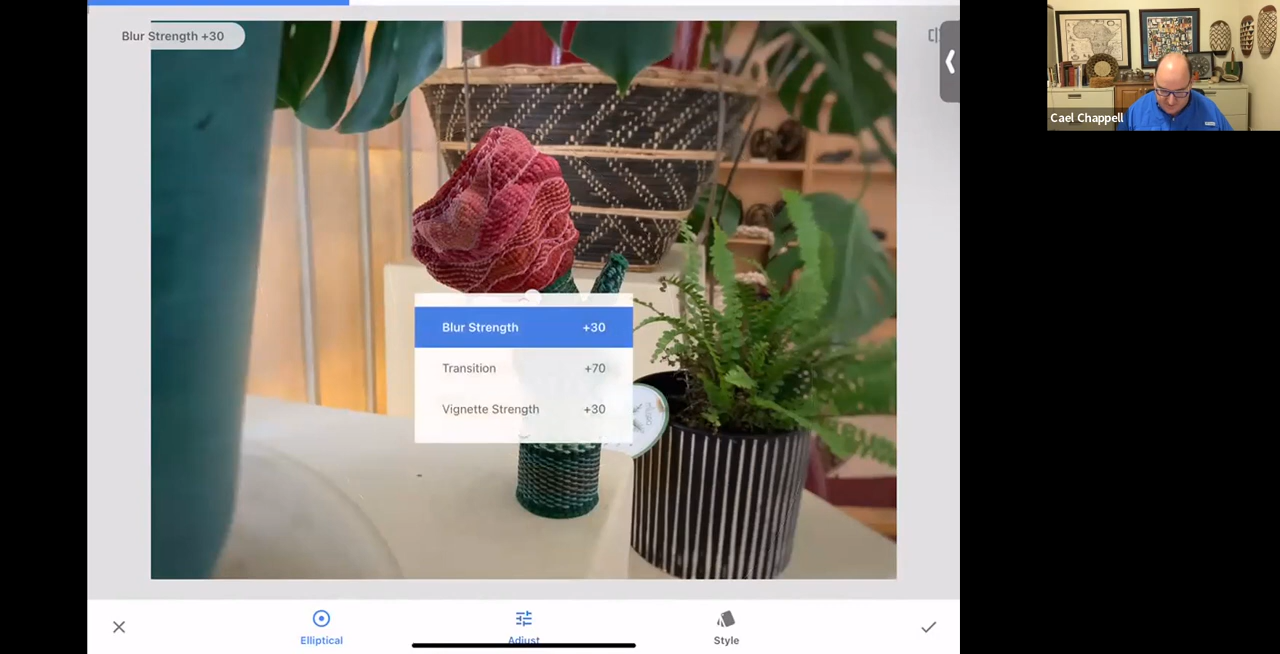 Blur Strength +30
Cael Chappell
Blur Strength +30
Transition +70
Vignette Strength +30
Elliptical
Adjust
Style